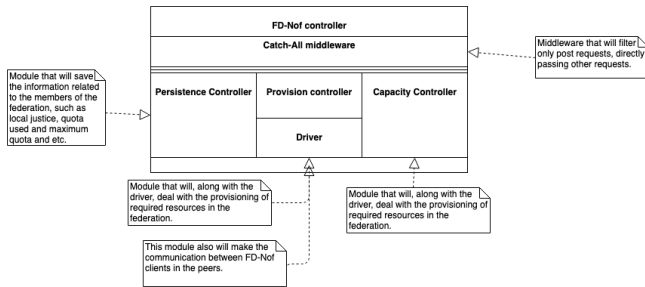 FD-Nof controller
Catch-All middleware
Middleware that will filter
only post requests, directly
passing other requests.
Module that will save
the information related
to the members of the
federation, such as
local justice, quota
used and maximum
quota and etc.
Persistence Controller
Provision controller
Capacity Controller
Driver
Module that will, along with the
driver, deal with the provisioning of
required resources in the
federation.
Module that will, along with the
driver, deal with the provisioning of
required resources in the
federation.
This module also will make the
communication between FD-Nof
clients in the peers.